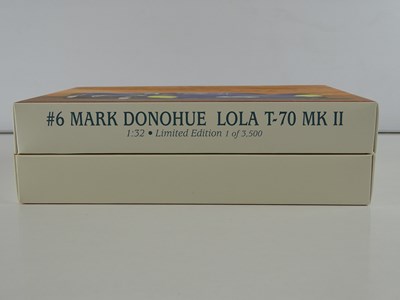 #6 MARK DONOHUE LOLA T-70 MK II
1:32 • Limited Edition 1 of 3,500